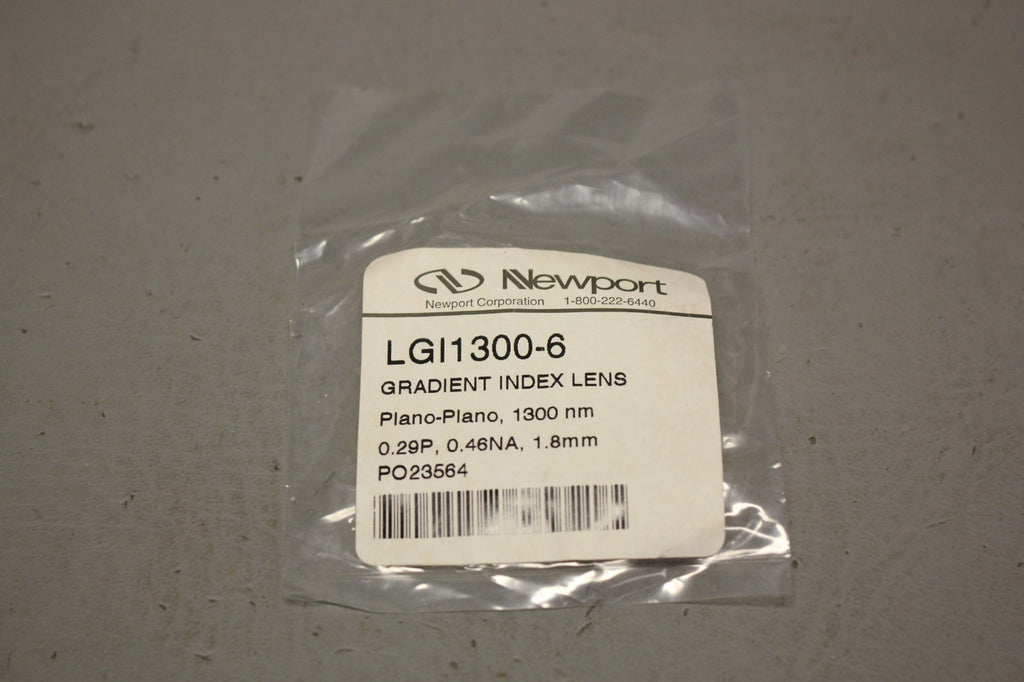 Newport
Newport Corporation 1-800-222-6440
LGI1300-6
GRADIENT INDEX LENS
Plano-Plano, 1300 nm
0.29P, 0.46NA, 1.8mm
PO23564